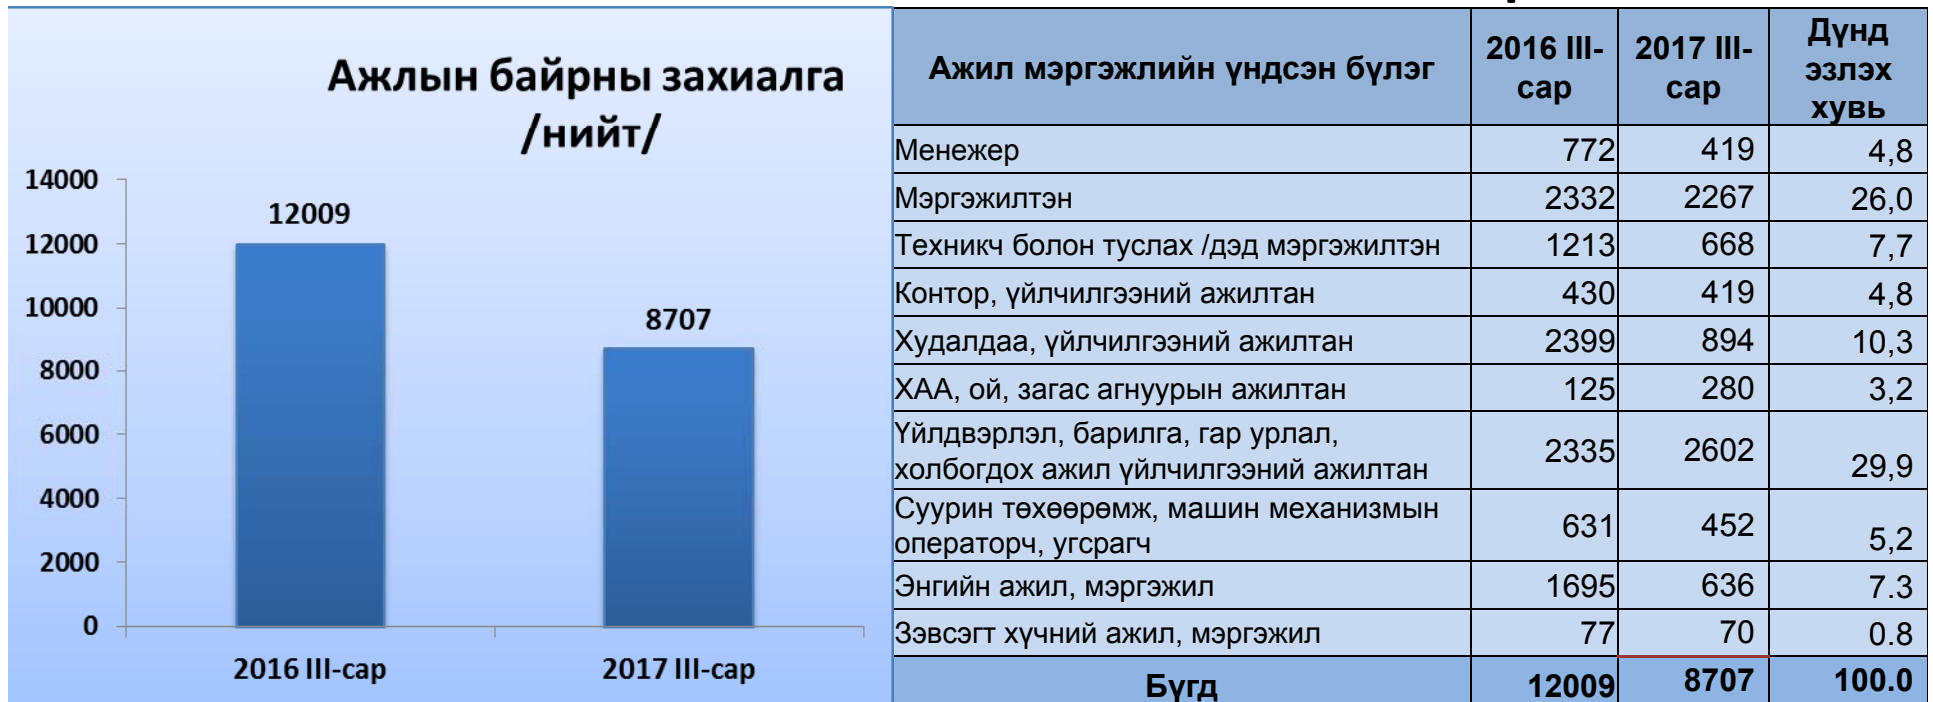 Ажлын байрны захиалга
/нийт/
14000
12000
10000
8000
6000
4000
2000
0
12009
8707
2016 III-сар
2017 III-сар
Ажил мэргэжлийн үндсэн бүлэг
2016 III-
сар
2017 III-
сар
Дүнд
эзлэх
хувь
Менежер 772 419 4,8
Мэргэжилтэн 2332 2267 26,0
Техникч болон туслах /дэд мэргэжилтэн 1213 668 7,7
Контор, үйлчилгээний ажилтан 430 419 4,8
Худалдаа, үйлчилгээний ажилтан 2399 894 10,3
ХАА, ой, загас агнуурын ажилтан 125 280 3,2
Үйлдвэрлэл, барилга, гар урлал,
холбогдох ажил үйлчилгээний ажилтан 2335 2602 29,9
Суурин төхөөрөмж, машин механизмын
операторч, угсрагч 631 452 5,2
Энгийн ажил, мэргэжил 1695 636 7.3
Зэвсэгт хүчний ажил, мэргэжил 77 70 0.8
Бүгд 12009 8707 100.0